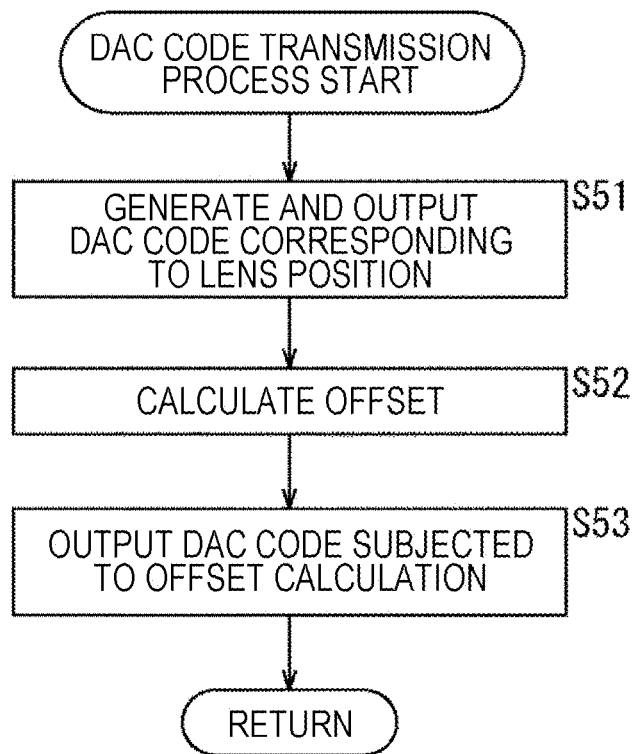 DAC CODE TRANSMISSION
PROCESS START
S51
GENERATE AND OUTPUT
DAC CODE CORRESPONDING
TO LENS POSITION
S52
CALCULATE OFFSET
S53
OUTPUT DAC CODE SUBJECTED
TO OFFSET CALCULATION
RETURN